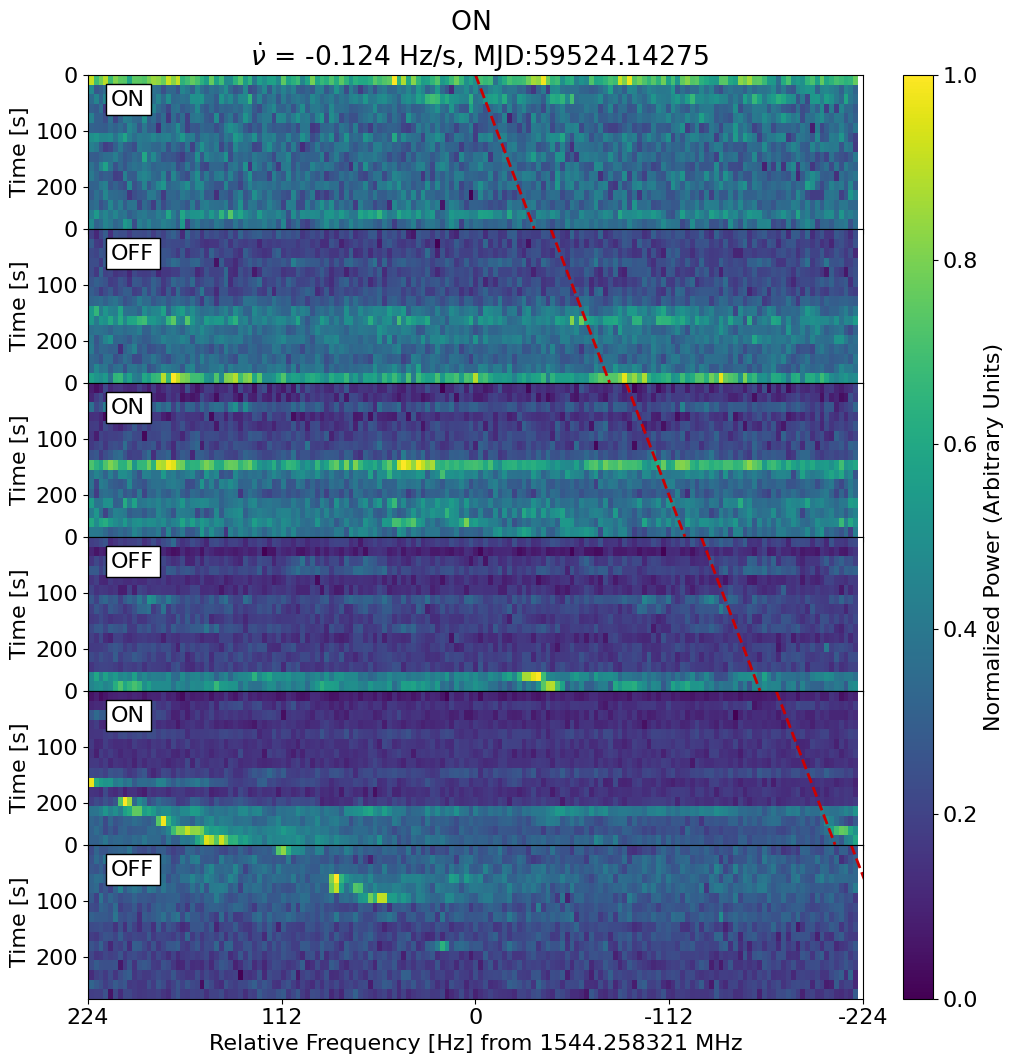 ON
ν̇ = -0.124 Hz/s, MJD:59524.14275
0
100
200
Time [s]
ON
0
100
200
Time [s]
OFF
0
100
200
Time [s]
ON
0
100
200
Time [s]
OFF
0
100
200
Time [s]
ON
0
100
200
Time [s]
OFF
224 112 0 -112 -224
Relative Frequency [Hz] from 1544.258321 MHz
1.0
0.8
0.6
0.4
0.2
0.0
Normalized Power (Arbitrary Units)